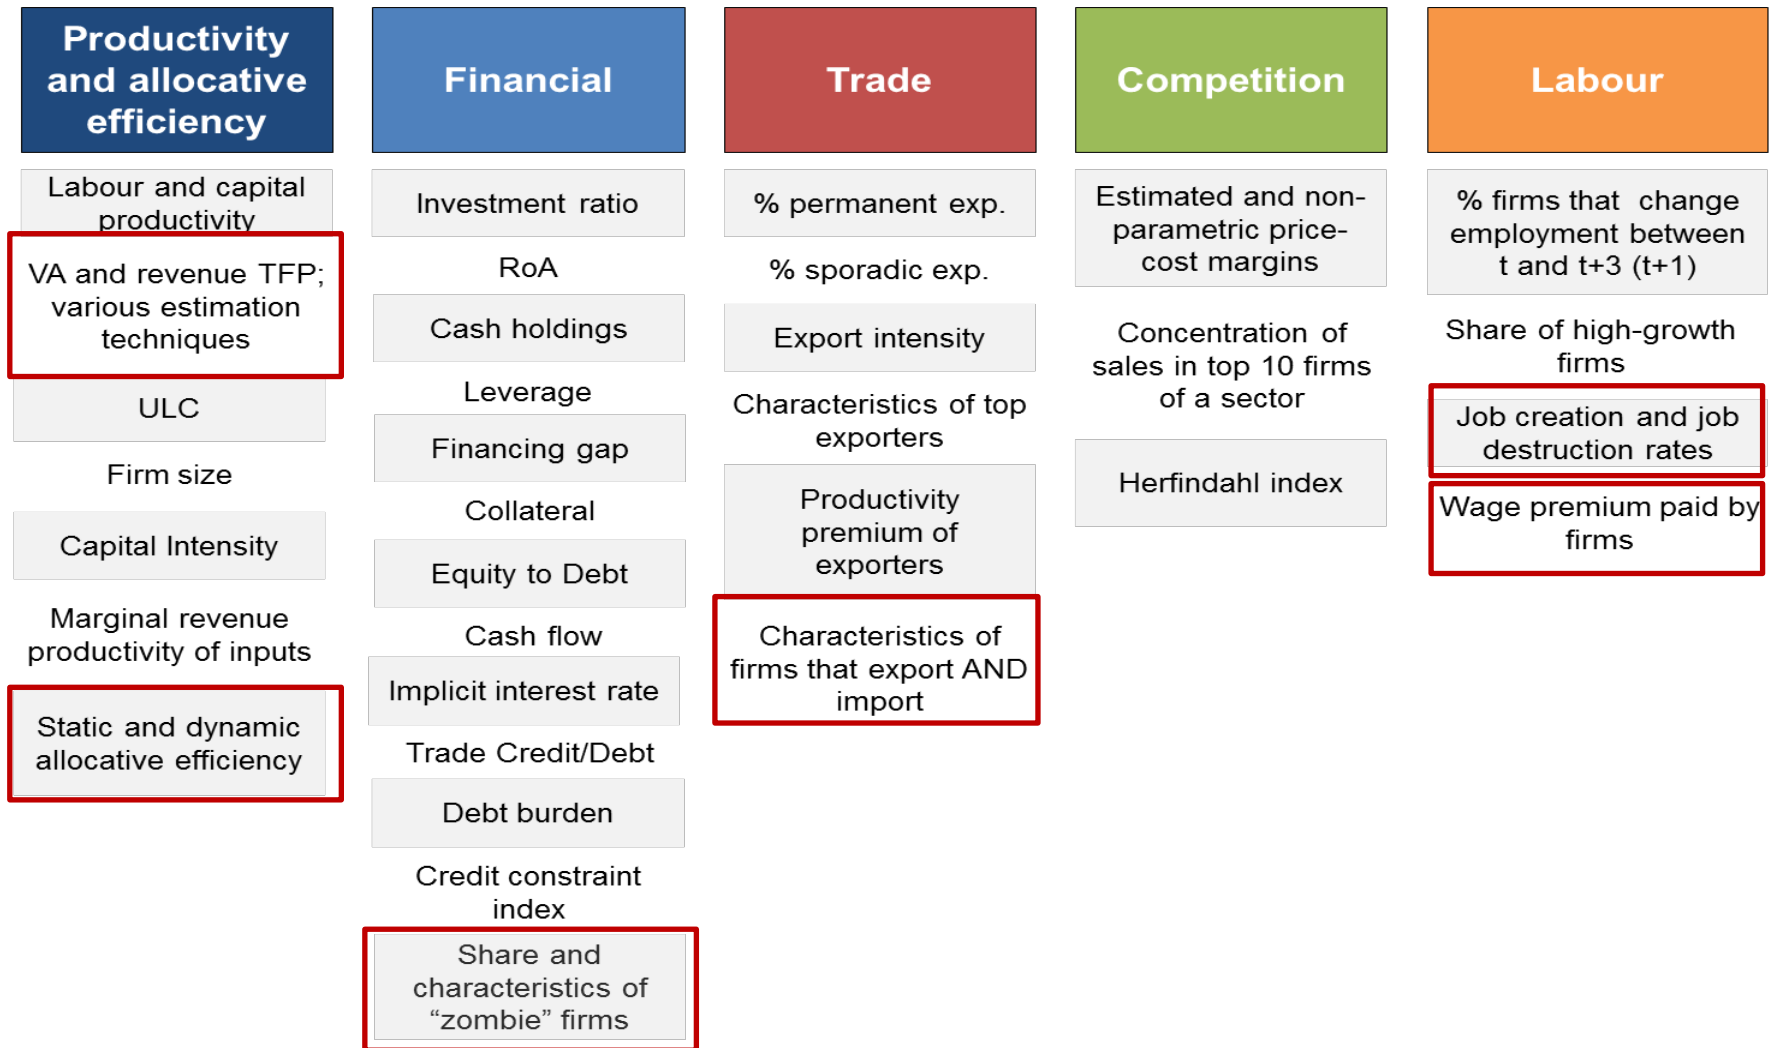 Productivity
and allocative
efficiency
Labour and capital
productivity
VA and revenue TFP;
various estimation
techniques
ULC
Firm size
Capital Intensity
Marginal revenue
productivity of inputs
Static and dynamic
allocative efficiency
Financial
Investment ratio
RoA
Cash holdings
Leverage
Financing gap
Collateral
Equity to Debt
Cash flow
Implicit interest rate
Trade Credit/Debt
Debt burden
Credit constraint
index
Share and
characteristics of
“zombie” firms
Trade
% permanent exp.
% sporadic exp.
Export intensity
Characteristics of top
exporters
Productivity
premium of
exporters
Characteristics of
firms that export AND
import
Competition
Estimated and non-
parametric price-
cost margins
Concentration of
sales in top 10 firms
of a sector
Herfindahl index
Labour
% firms that change
employment between
t and t+3 (t+1)
Share of high-growth
firms
Job creation and job
destruction rates
Wage premium paid by
firms